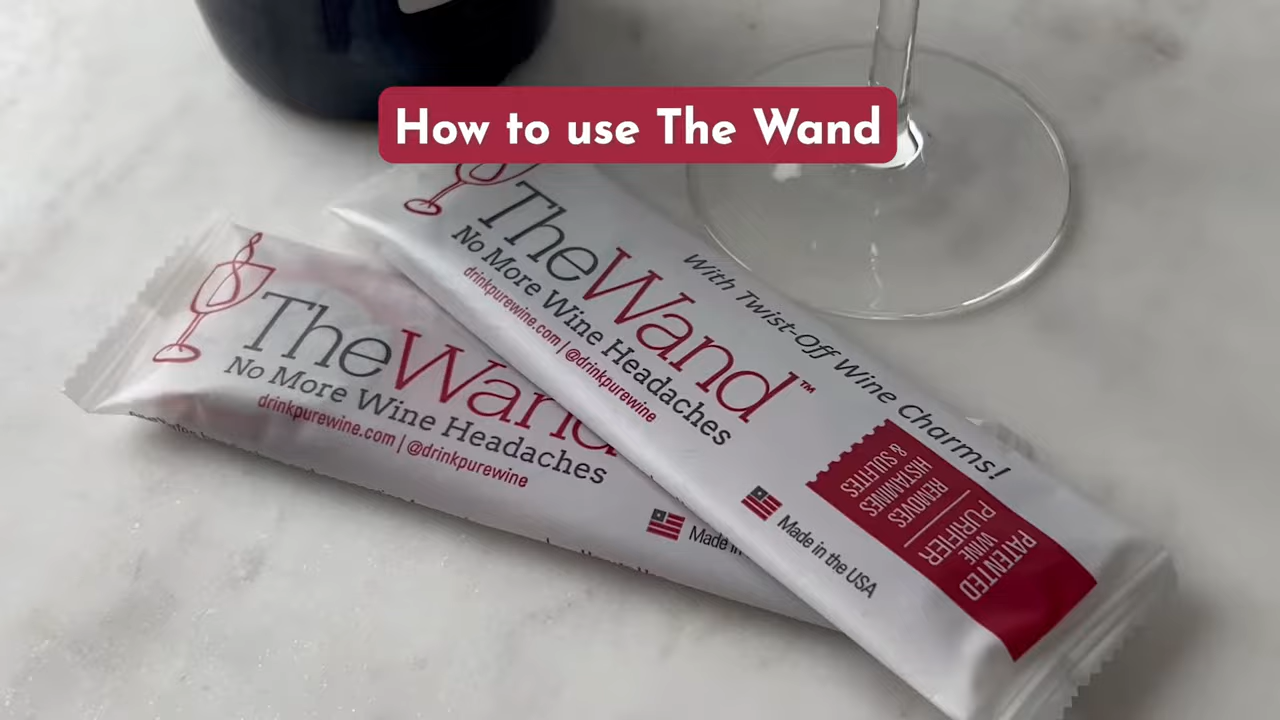 How to use The Wand
TheWand™
No More Wine Headaches
drinkpurewine.com | @drinkpurewine
With Twist-Off Wine Charms!
Made in the USA
PATENTED
WINE
PURIFIER
REMOVES
HISTAMINES
& SULFITES
TheWand
No More Wine Headaches
drinkpurewine.com | @drinkpurewine
Made in